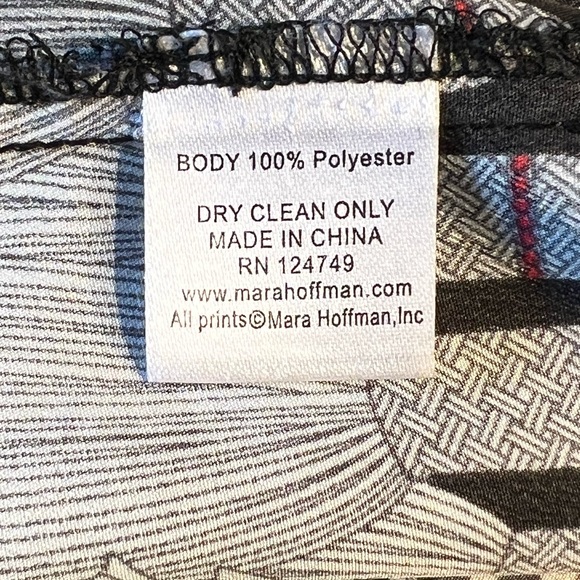 BODY 100% Polyester
DRY CLEAN ONLY
MADE IN CHINA
RN 124749
www.marahoffman.com
All prints©Mara Hoffman,Inc